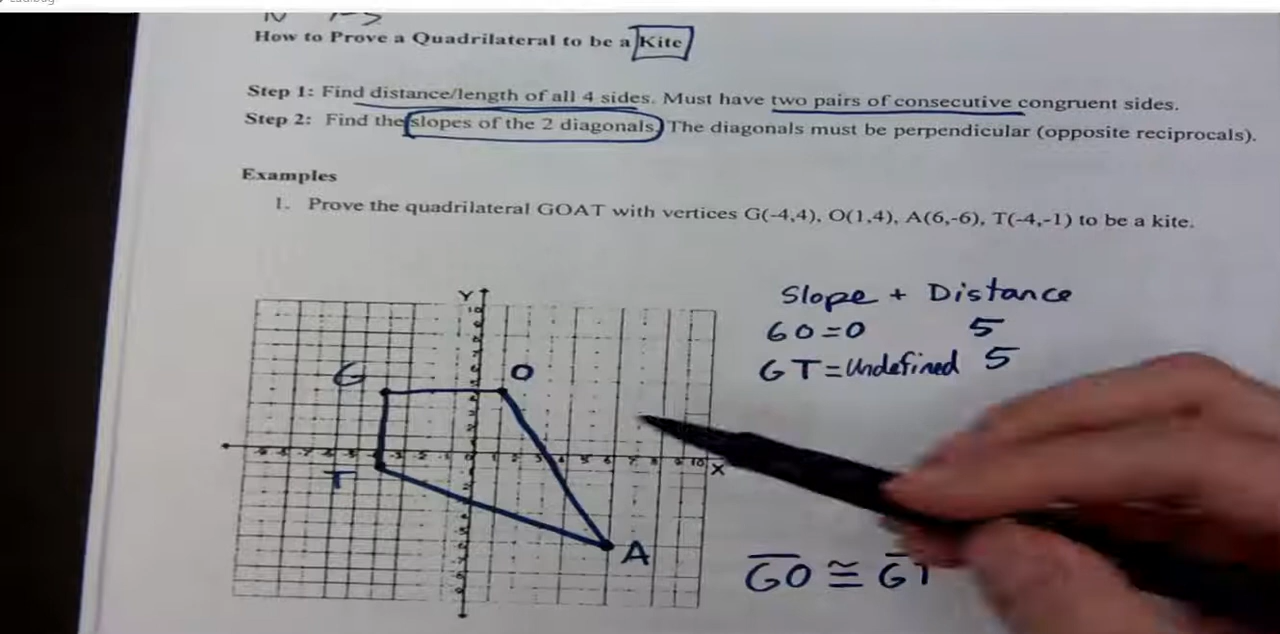 How to Prove a Quadrilateral to be a Kite
Step 1: Find distance/length of all 4 sides. Must have two pairs of consecutive congruent sides.
Step 2: Find the slopes of the 2 diagonals. The diagonals must be perpendicular (opposite reciprocals).
Examples
1. Prove the quadrilateral GOAT with vertices G(-4,4), O(1,4), A(6,-6), T(-4,-1) to be a kite.
Slope + Distance
GO=0 5
GT=Undefined 5
Y
G
O
X
T
A
GO ≅ GT